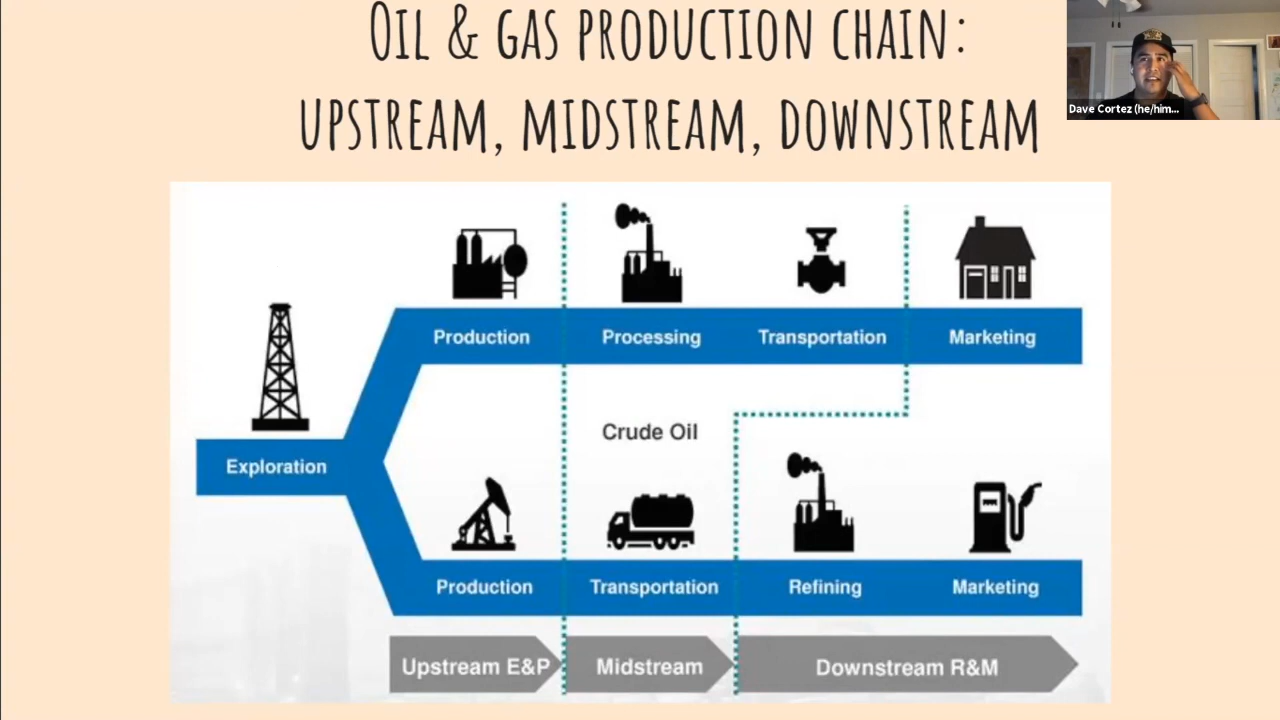 OIL & GAS PRODUCTION CHAIN:
UPSTREAM, MIDSTREAM, DOWNSTREAM
Dave Cortez (he/him...
Production
Processing
Transportation
Marketing
Exploration
Crude Oil
Production
Transportation
Refining
Marketing
Upstream E&P
Midstream
Downstream R&M